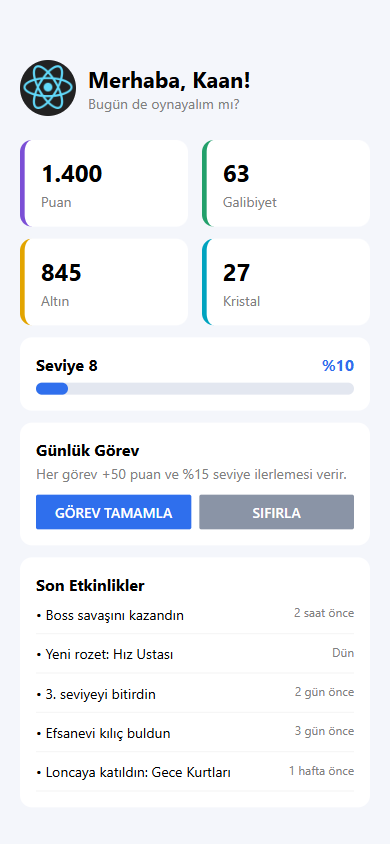 Merhaba, Kaan!
Bugün de oynayalım mı?
1.400
Puan
63
Galibiyet
845
Altın
27
Kristal
Seviye 8 %10
Günlük Görev
Her görev +50 puan ve %15 seviye ilerlemesi verir.
GÖREV TAMAMLA SIFIRLA
Son Etkinlikler
• Boss savaşını kazandın 2 saat önce
• Yeni rozet: Hız Ustası Dün
• 3. seviyeyi bitirdin 2 gün önce
• Efsanevi kılıç buldun 3 gün önce
• Loncaya katıldın: Gece Kurtları 1 hafta önce